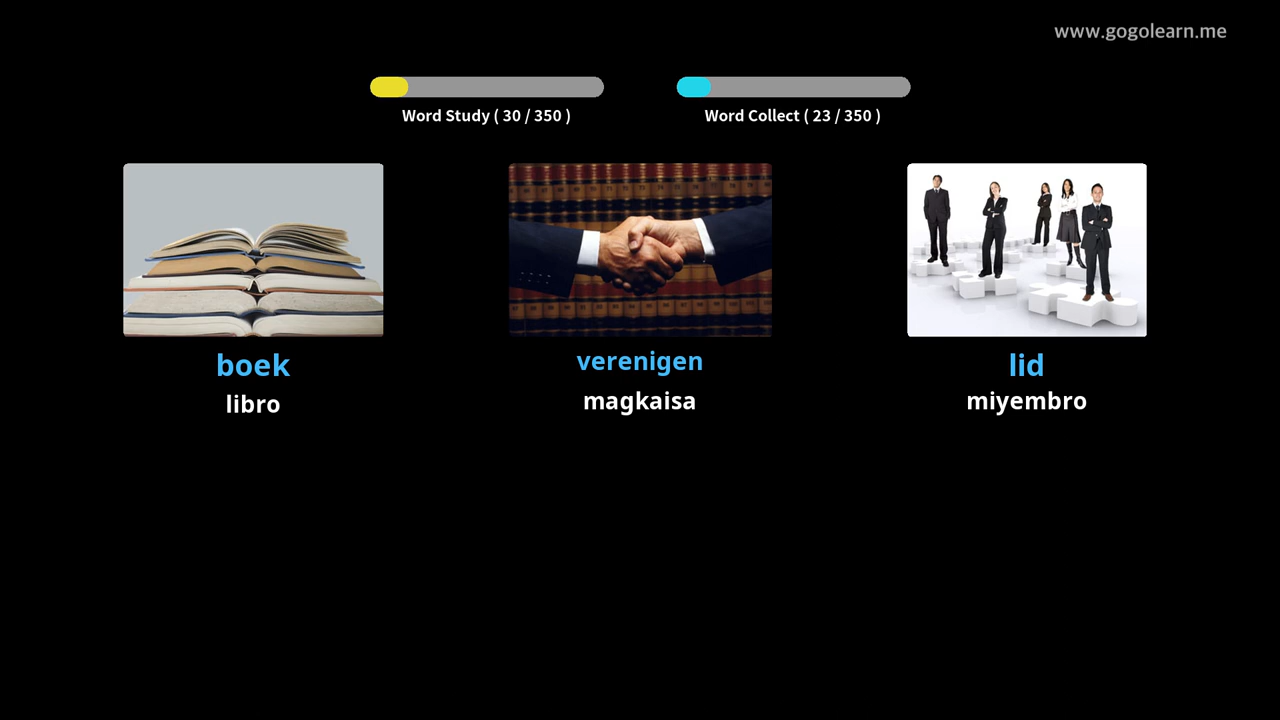 www.gogolearn.me
Word Study ( 30 / 350 )
Word Collect ( 23 / 350 )
boek
libro
verenigen
magkaisa
lid
miyembro